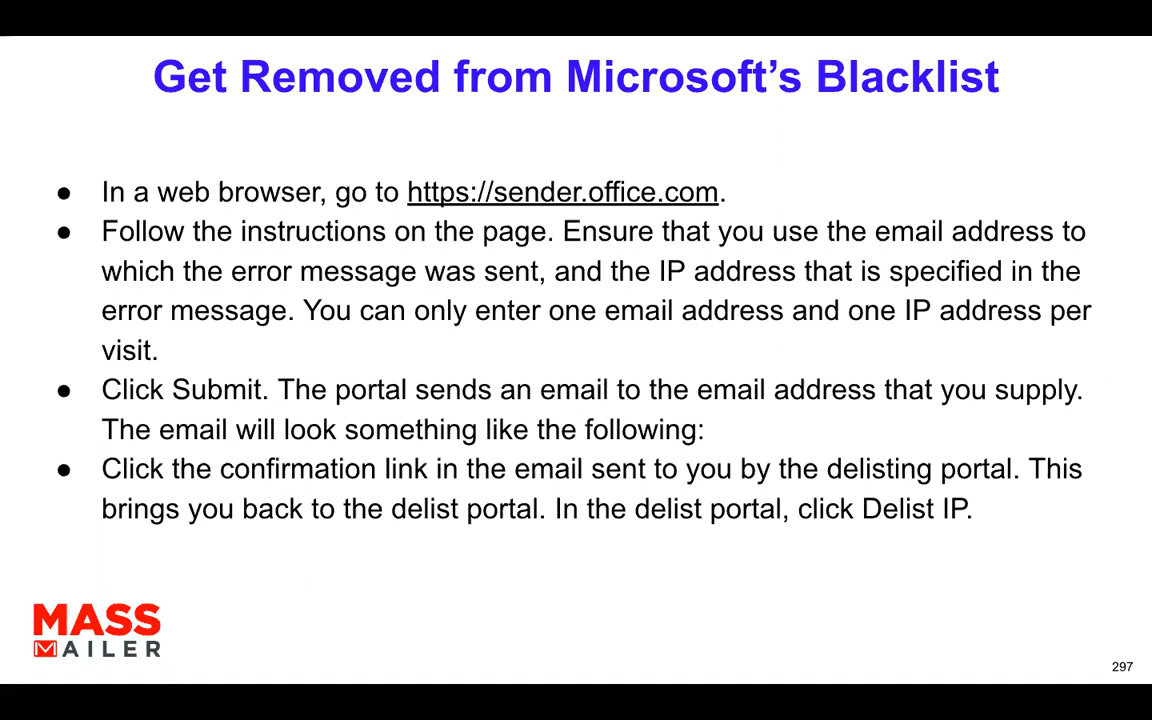 Get Removed from Microsoft’s Blacklist
● In a web browser, go to https://sender.office.com.
● Follow the instructions on the page. Ensure that you use the email address to
which the error message was sent, and the IP address that is specified in the
error message. You can only enter one email address and one IP address per
visit.
● Click Submit. The portal sends an email to the email address that you supply.
The email will look something like the following:
● Click the confirmation link in the email sent to you by the delisting portal. This
brings you back to the delist portal. In the delist portal, click Delist IP.
MASS
MAILER
297